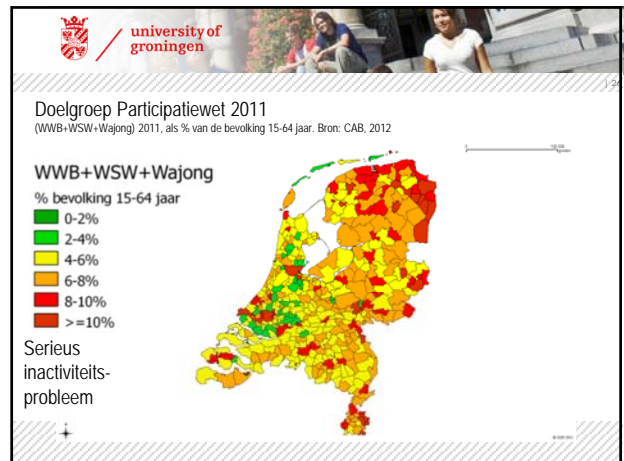 university of
groningen
Doelgroep Participatiewet 2011
(WWB+WSW+Wajong) 2011, als % van de bevolking 15-64 jaar. Bron: CAB, 2012
WWB+WSW+Wajong
% bevolking 15-64 jaar
0-2%
2-4%
4-6%
6-8%
8-10%
>=10%
Serieus
inactiviteits-
probleem